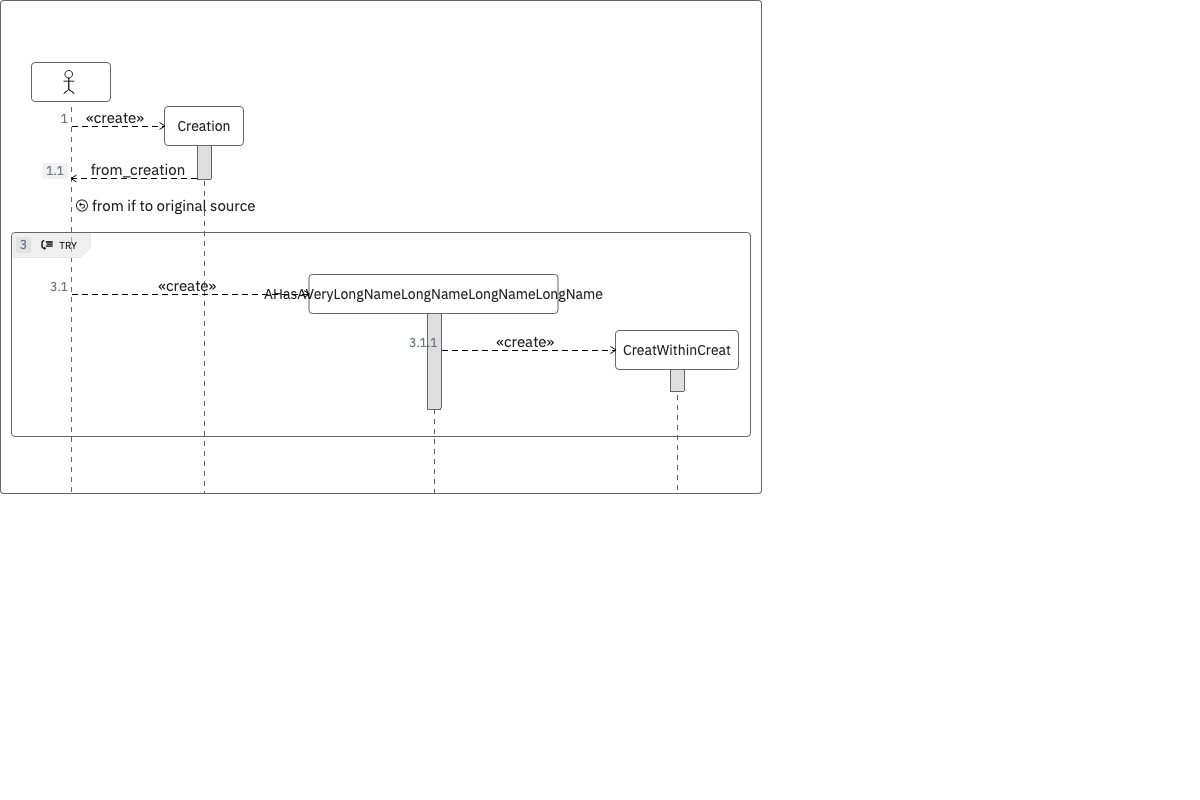 1 «create» Creation
1.1 from_creation
from if to original source
3 TRY
3.1 «create» AHasAVeryLongNameLongNameLongNameLongName
3.1.1 «create» CreatWithinCreat